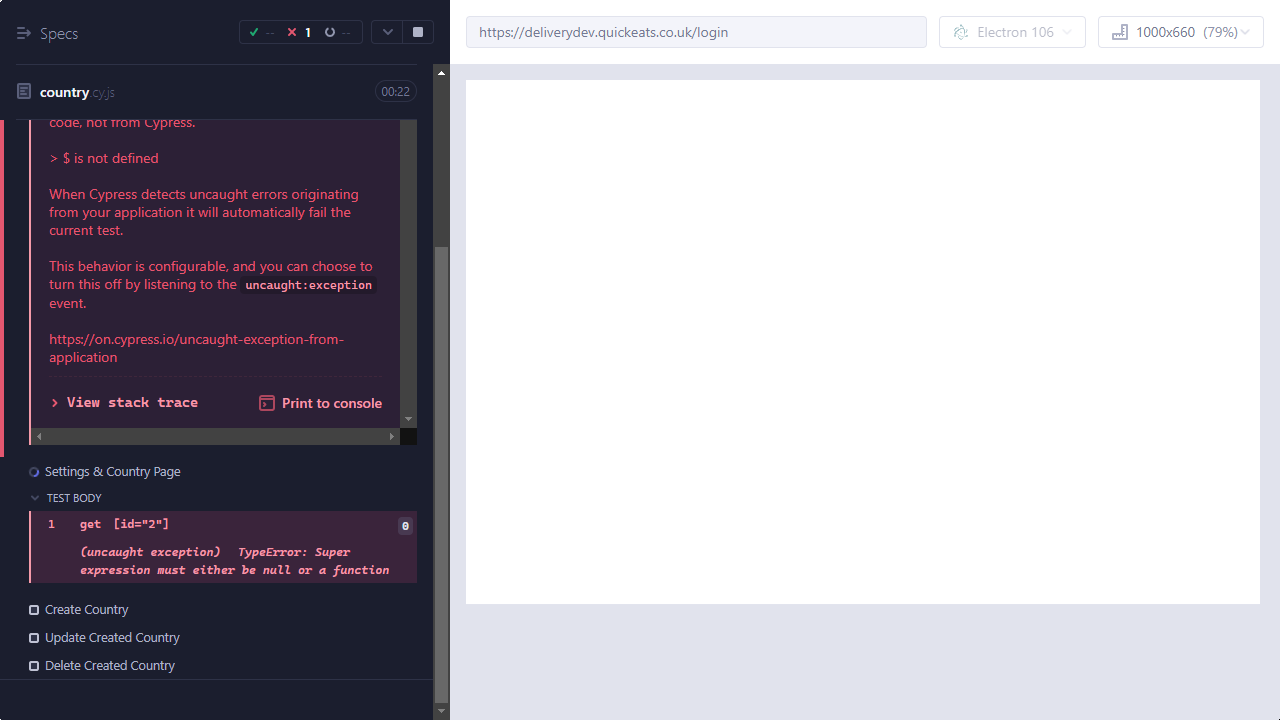 Specs
-- 1 --
https://deliverydev.quickeats.co.uk/login
Electron 106
1000x660 (79%)
country.cy.js
00:22
code, not from Cypress.
> $ is not defined
When Cypress detects uncaught errors originating
from your application it will automatically fail the
current test.
This behavior is configurable, and you can choose to
turn this off by listening to the uncaught:exception
event.
https://on.cypress.io/uncaught-exception-from-
application
View stack trace
Print to console
Settings & Country Page
TEST BODY
1 get [id="2"] 0
(uncaught exception) TypeError: Super
expression must either be null or a function
Create Country
Update Created Country
Delete Created Country